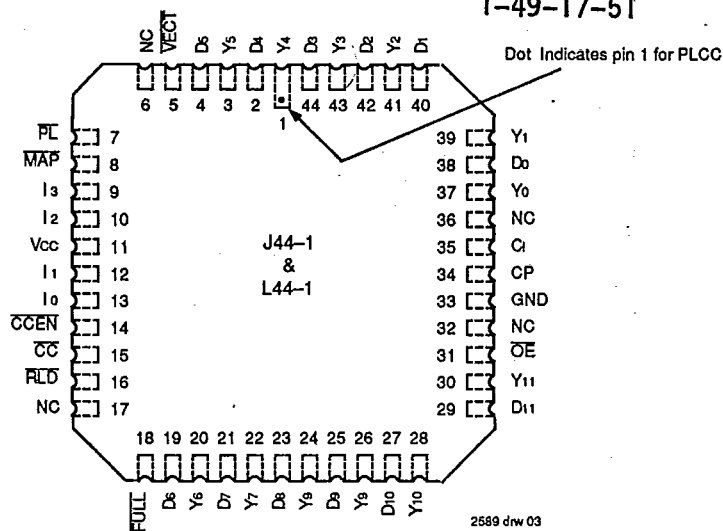 T-49-17-51
Dot Indicates pin 1 for PLCC
NC VECT D5 Y5 D4 Y4 D3 Y3 D2 Y2 D1
6 5 4 3 2 1 44 43 42 41 40
PL 7
MAP 8
I3 9
I2 10
Vcc 11
I1 12
I0 13
CCEN 14
CC 15
RLD 16
NC 17
J44–1
&
L44–1
39 Y1
38 D0
37 Y0
36 NC
35 CI
34 CP
33 GND
32 NC
31 OE
30 Y11
29 D11
18 19 20 21 22 23 24 25 26 27 28
FULL D6 Y6 D7 Y7 D8 Y9 D9 Y9 D10 Y10
2589 drw 03